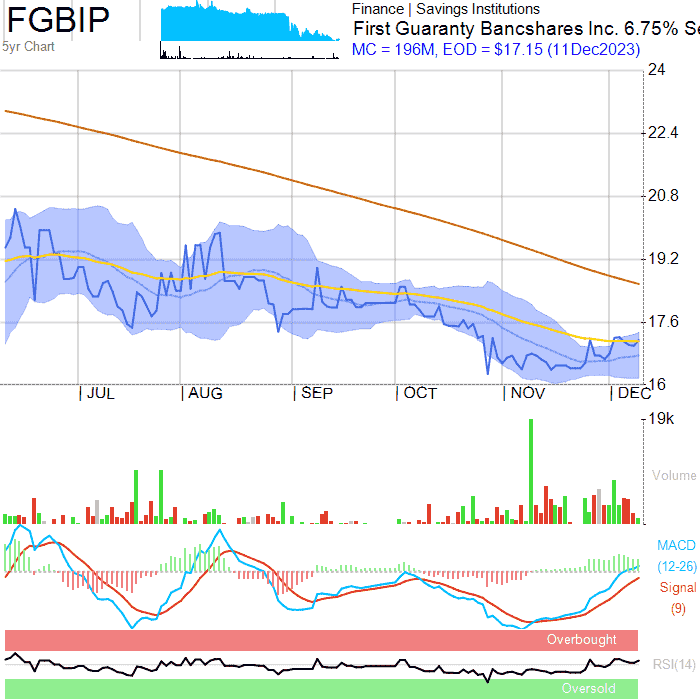 FGBIP
5yr Chart
Finance | Savings Institutions
First Guaranty Bancshares Inc. 6.75% Se
MC = 196M, EOD = $17.15 (11Dec2023)
24
22.4
20.8
19.2
17.6
16
JUL AUG SEP OCT NOV DEC
19k
Volume
MACD
(12-26)
Signal
(9)
Overbought
RSI(14)
Oversold